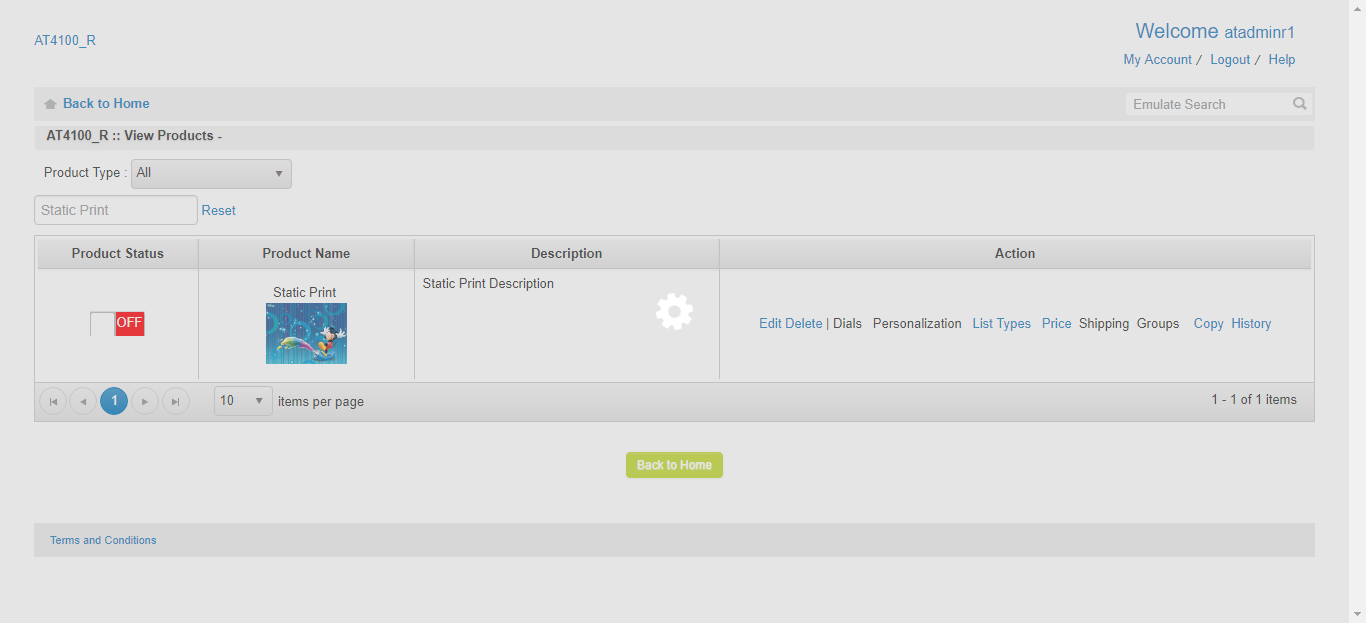 AT4100_R
Welcome atadminr1
My Account / Logout / Help
Back to Home
Emulate Search
AT4100_R :: View Products -
Product Type : All
Static Print Reset
Product Status Product Name Description Action
Static Print Description
Static Print
OFF
Edit Delete | Dials Personalization List Types Price Shipping Groups Copy History
1 10 items per page 1 - 1 of 1 items
Back to Home
Terms and Conditions